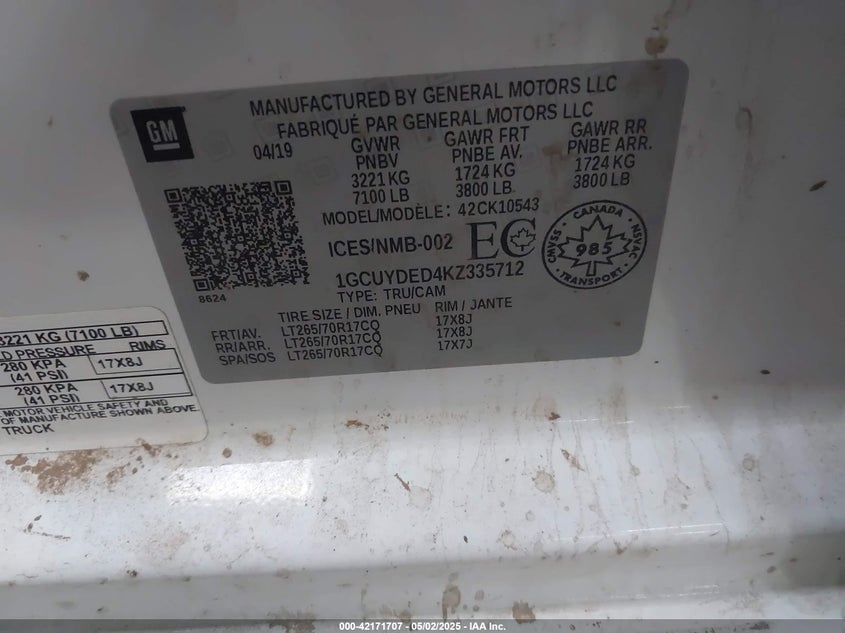 MANUFACTURED BY GENERAL MOTORS LLC
FABRIQUÉ PAR GENERAL MOTORS LLC
GM
04/19
GVWR
PNBV
3221 KG
7100 LB
GAWR FRT
PNBE AV.
1724 KG
3800 LB
GAWR RR
PNBE ARR.
1724 KG
3800 LB
MODEL/MODÈLE: 42CK10543
ICES/NMB-002 EC
CANADA
CMVSS
985
NSVAC
TRANSPORT
8624
1GCUYDED4KZ335712
TYPE: TRU/CAM
TIRE SIZE / DIM. PNEU RIM / JANTE
FRT/AV. LT265/70R17CQ 17X8J
RR/ARR. LT265/70R17CQ 17X8J
SPA/SOS LT265/70R17CQ 17X7J
3221 KG (7100 LB)
D PRESSURE RIMS
280 KPA
(41 PSI) 17X8J
280 KPA
(41 PSI) 17X8J
MOTOR VEHICLE SAFETY AND
OF MANUFACTURE SHOWN ABOVE
TRUCK
000-42171707 - 05/02/2025 - IAA Inc.